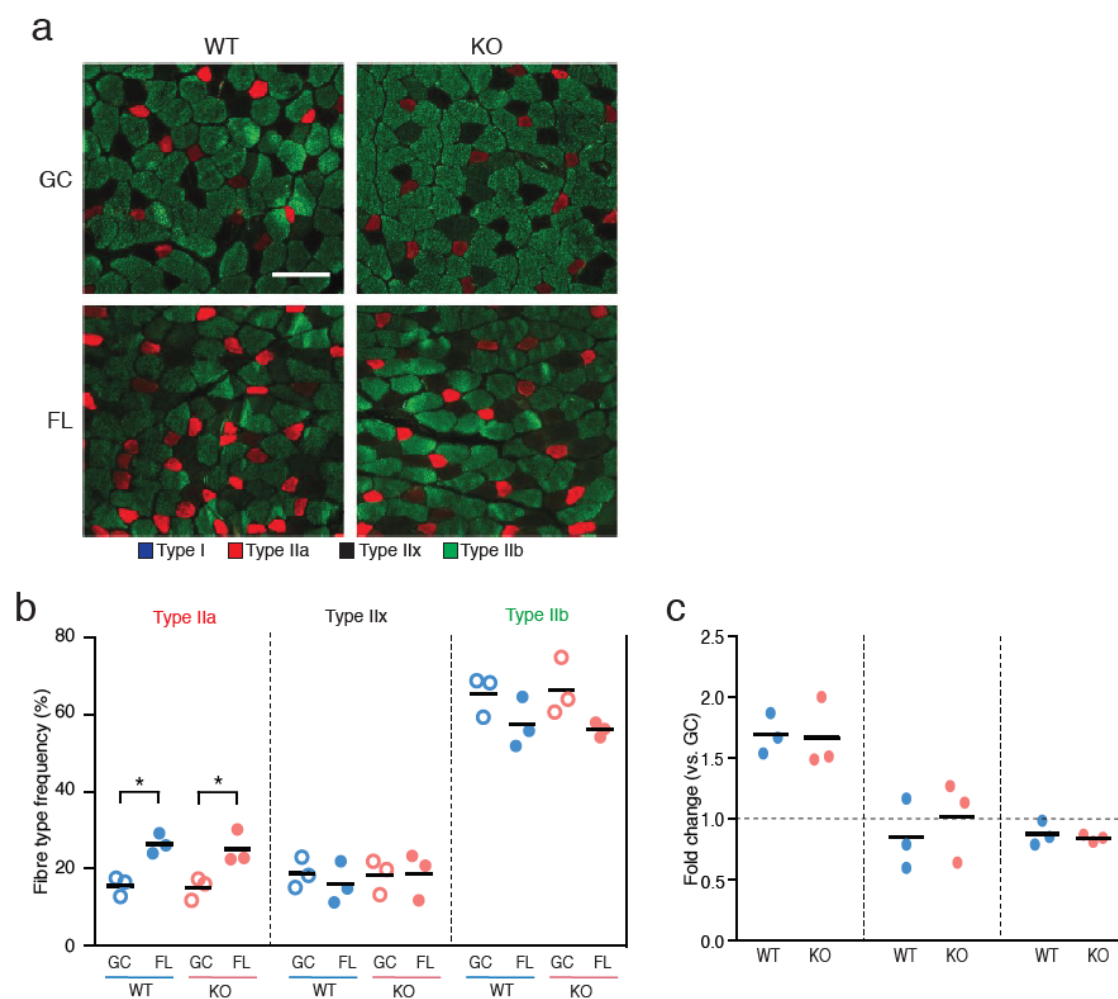 a
WT KO
GC
FL
Type I Type IIa Type IIx Type IIb
b
Type IIa Type IIx Type IIb
Fibre type frequency (%)
80
60
40
20
0
* *
GC FL GC FL GC FL GC FL GC FL GC FL
WT KO WT KO WT KO
c
Fold change (vs. GC)
2.5
2.0
1.5
1.0
0.5
0.0
WT KO WT KO WT KO